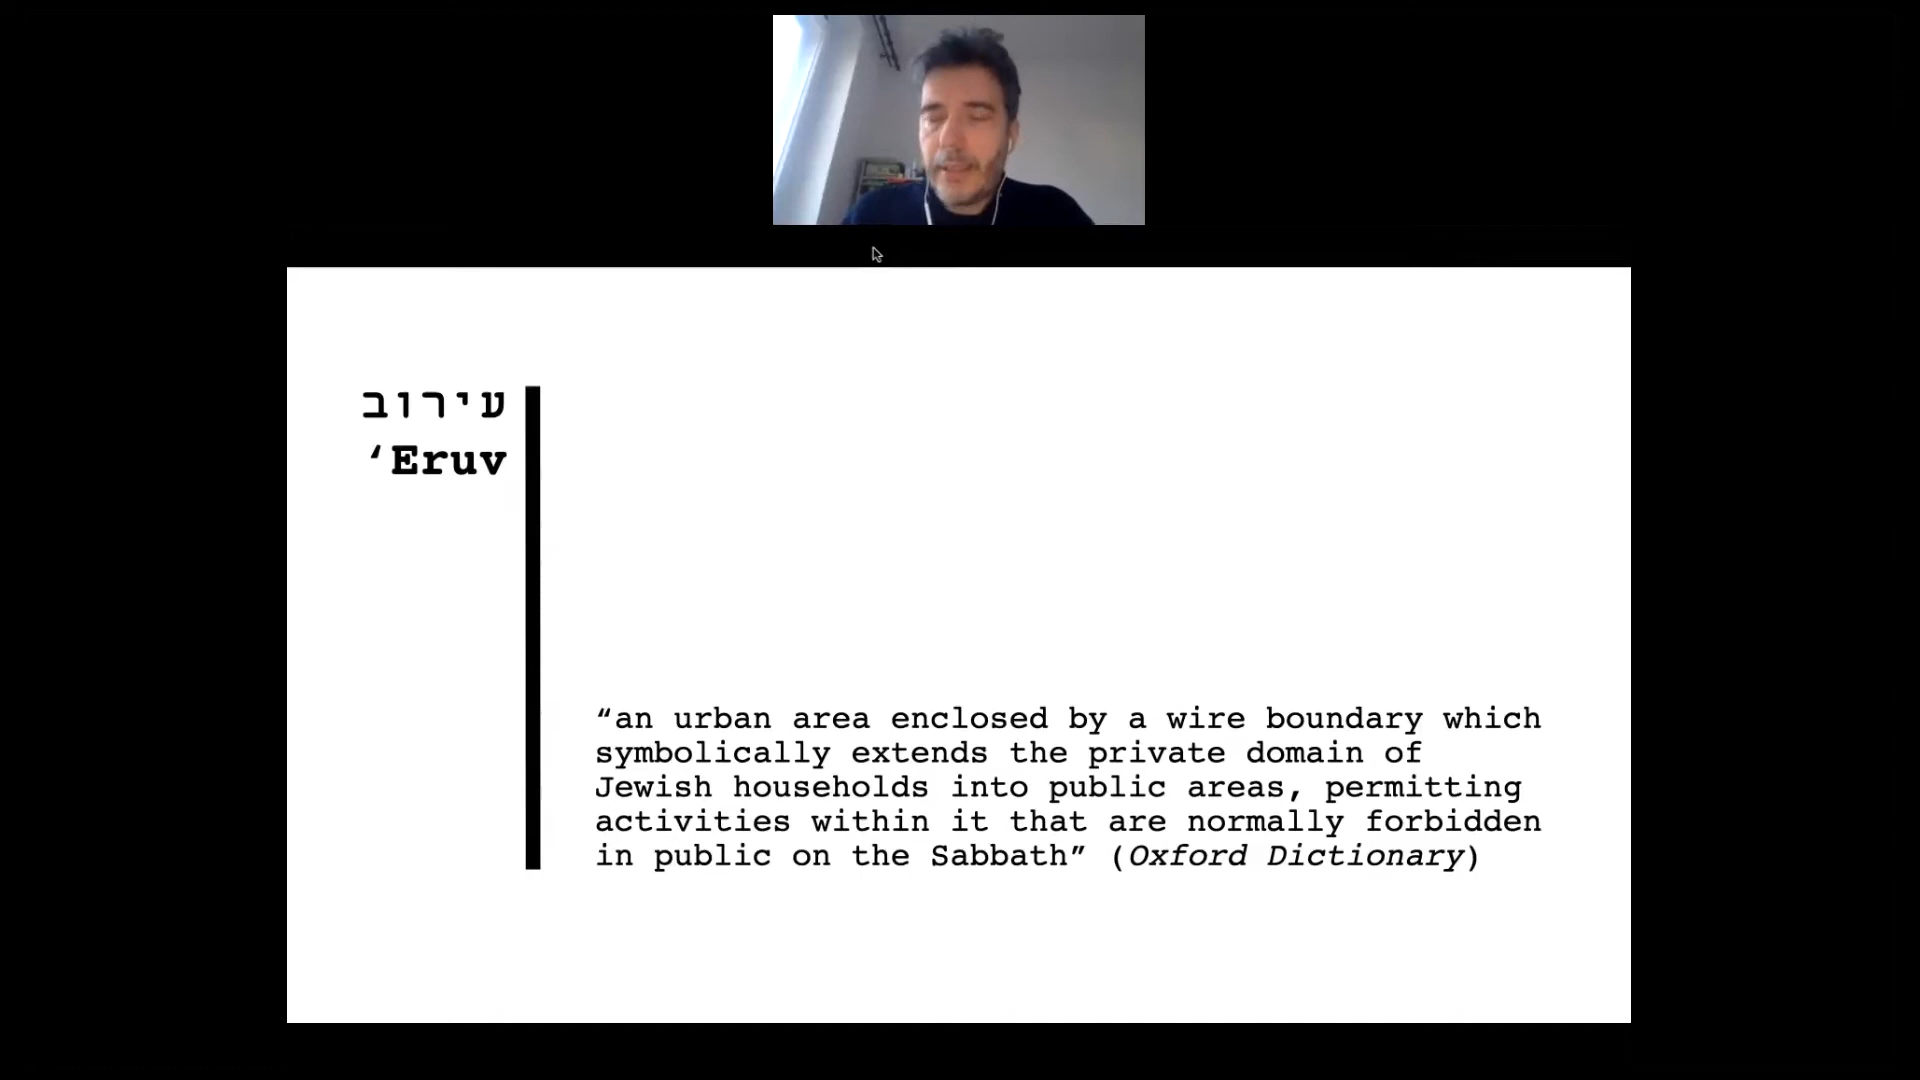 עירוב
‘Eruv
“an urban area enclosed by a wire boundary which
symbolically extends the private domain of
Jewish households into public areas, permitting
activities within it that are normally forbidden
in public on the Sabbath” (Oxford Dictionary)